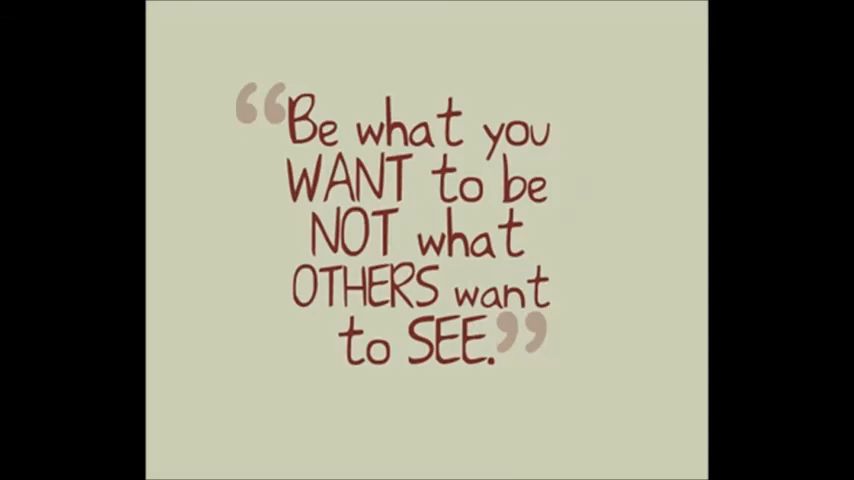 “Be what you
WANT to be
NOT what
OTHERS want
to SEE.”